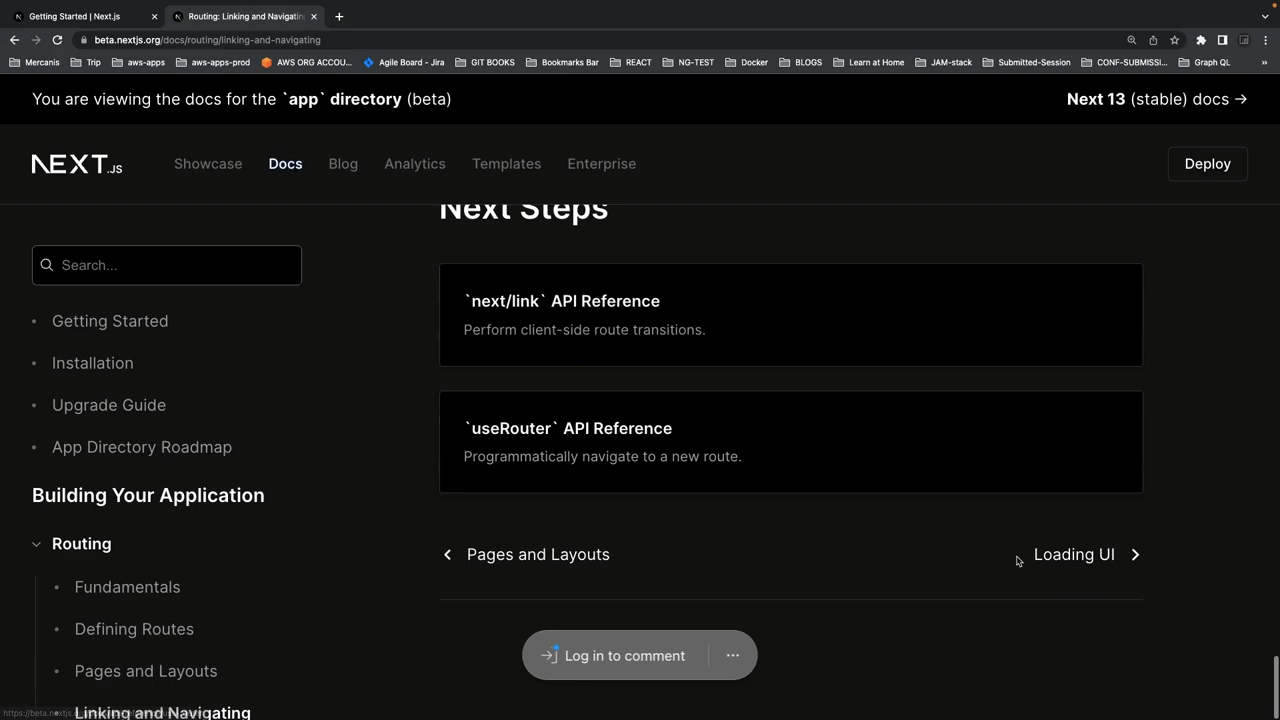 Getting Started | Next.js
Routing: Linking and Navigating
beta.nextjs.org/docs/routing/linking-and-navigating
Mercanis
Trip
aws-apps
aws-apps-prod
AWS ORG ACCOU...
Agile Board - Jira
GIT BOOKS
Bookmarks Bar
REACT
NG-TEST
Docker
BLOGS
Learn at Home
JAM-stack
Submitted-Session
CONF-SUBMISSI...
Graph QL
»
You are viewing the docs for the `app` directory (beta)
Next 13 (stable) docs →
NEXT.JS
Showcase
Docs
Blog
Analytics
Templates
Enterprise
Deploy
Search...
Getting Started
Installation
Upgrade Guide
App Directory Roadmap
Building Your Application
Routing
Fundamentals
Defining Routes
Pages and Layouts
Linking and Navigating
Next Steps
`next/link` API Reference
Perform client-side route transitions.
`useRouter` API Reference
Programmatically navigate to a new route.
Pages and Layouts
Loading UI
Log in to comment